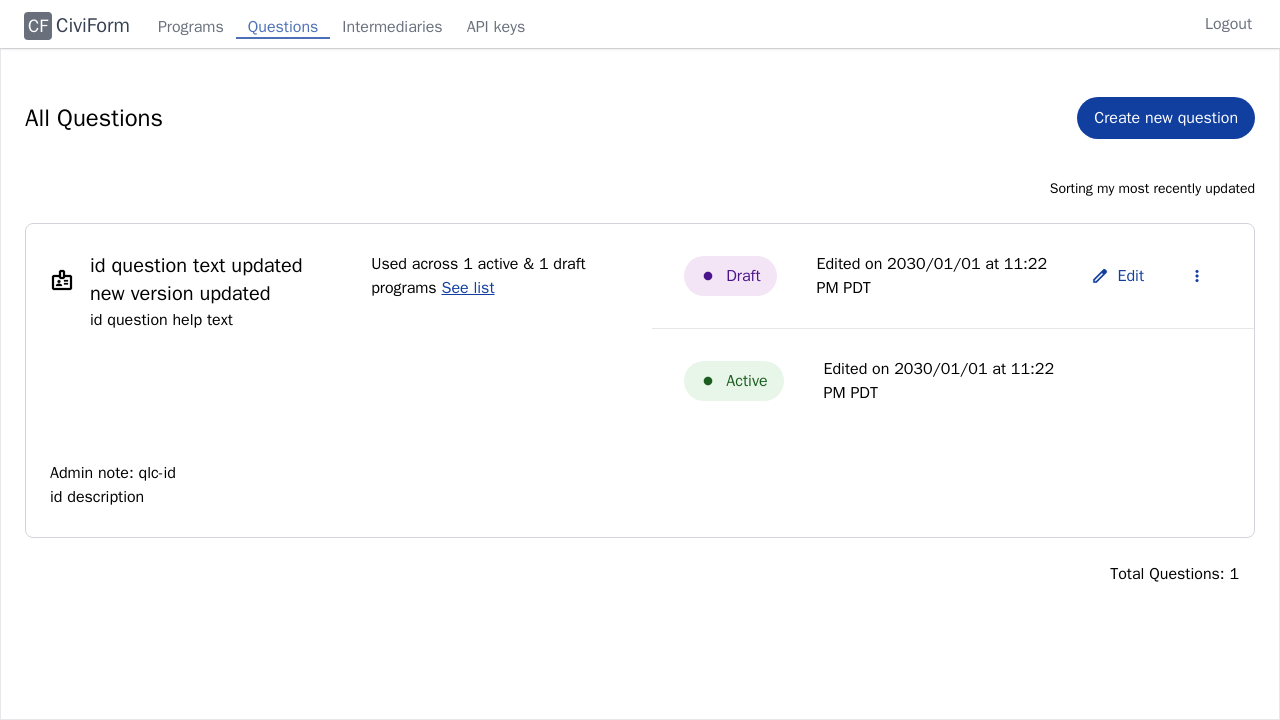 CF CiviForm Programs Questions Intermediaries API keys Logout
All Questions
Create new question
Sorting my most recently updated
id question text updated
new version updated
id question help text
Used across 1 active & 1 draft
programs See list
Draft
Edited on 2030/01/01 at 11:22
PM PDT
Edit
Active
Edited on 2030/01/01 at 11:22
PM PDT
Admin note: qlc-id
id description
Total Questions: 1